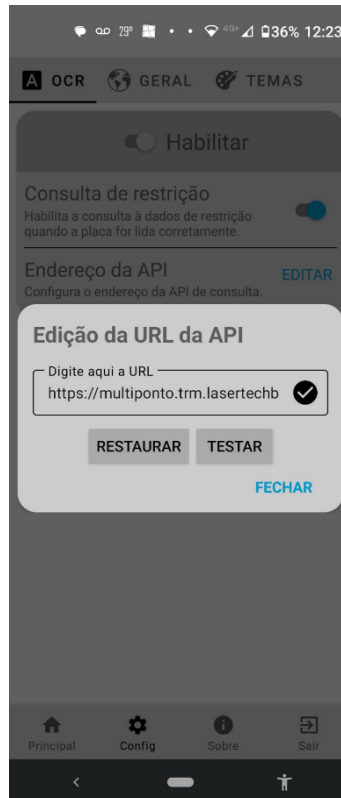 29° 4G+ 36% 12:23
A OCR GERAL TEMAS
Habilitar
Consulta de restrição
Habilita a consulta à dados de restrição
quando a placa for lida corretamente.
Endereço da API
EDITAR
Configura o endereço da API de consulta.
Edição da URL da API
Digite aqui a URL
https://multiponto.trm.lasertechb
RESTAURAR TESTAR
FECHAR
Principal Config Sobre Sair